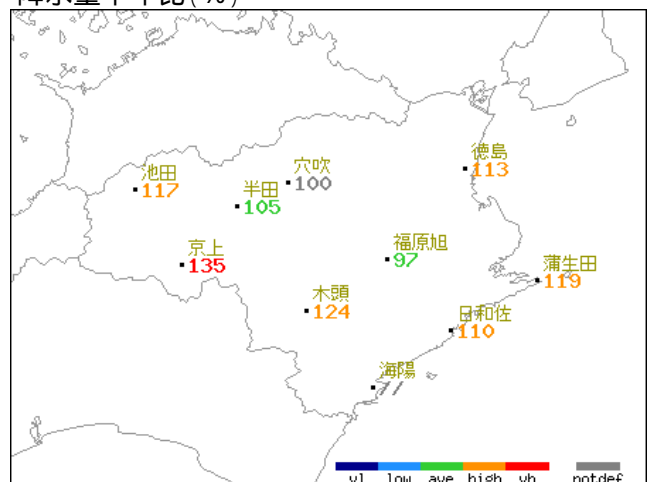 降水量平年比(%)
徳島
113
穴吹
100
池田
117
半田
105
京上
135
福原旭
97
蒲生田
119
木頭
124
日和佐
110
海陽
vl low ave high vh notdef